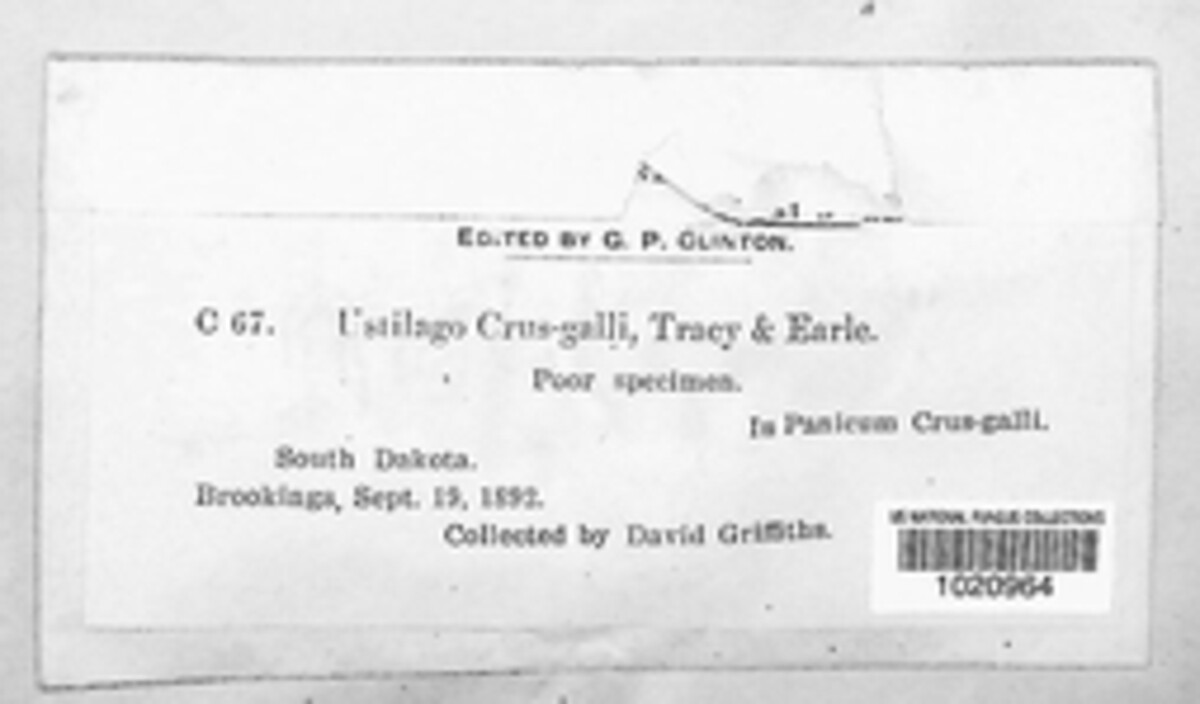 EDITED BY G. P. CLINTON.
C 67. Ustilago Crus-galli, Tracy & Earle.
Poor specimen.
In Panicum Crus-galli.
South Dakota.
Brookings, Sept. 19, 1892.
Collected by David Griffiths.
US NATIONAL FUNGUS COLLECTIONS
1020964